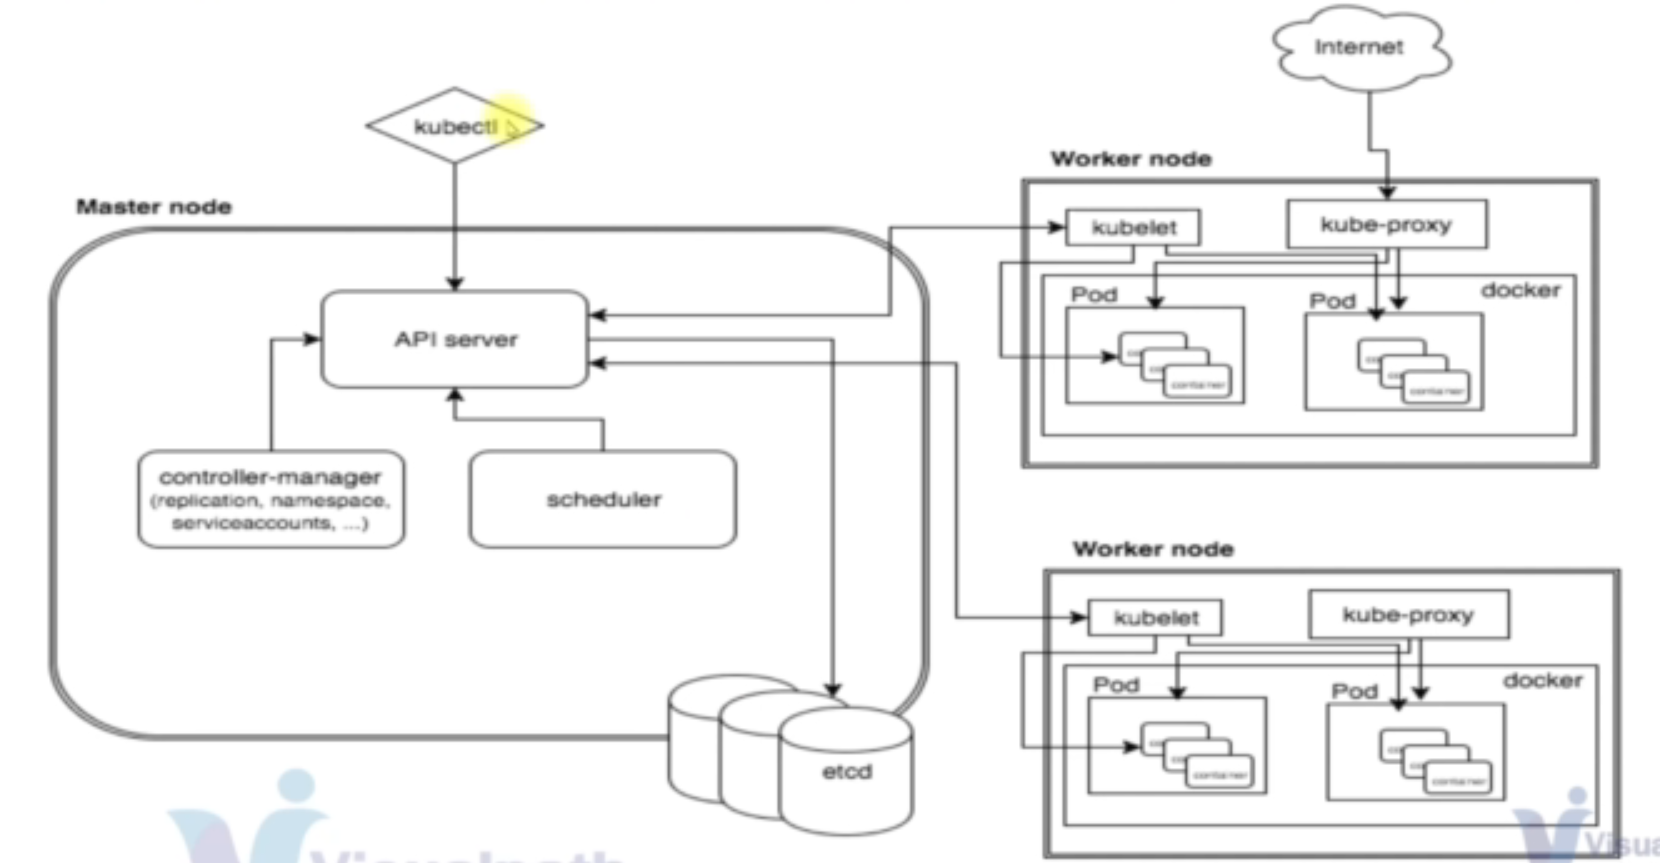 Internet
kubectl
Worker node
Master node
kubelet
kube-proxy
docker
Pod
Pod
API server
container
container
controller-manager
(replication, namespace,
serviceaccounts, ...)
scheduler
Worker node
kubelet
kube-proxy
docker
Pod
Pod
etcd
container
container
Visualpath